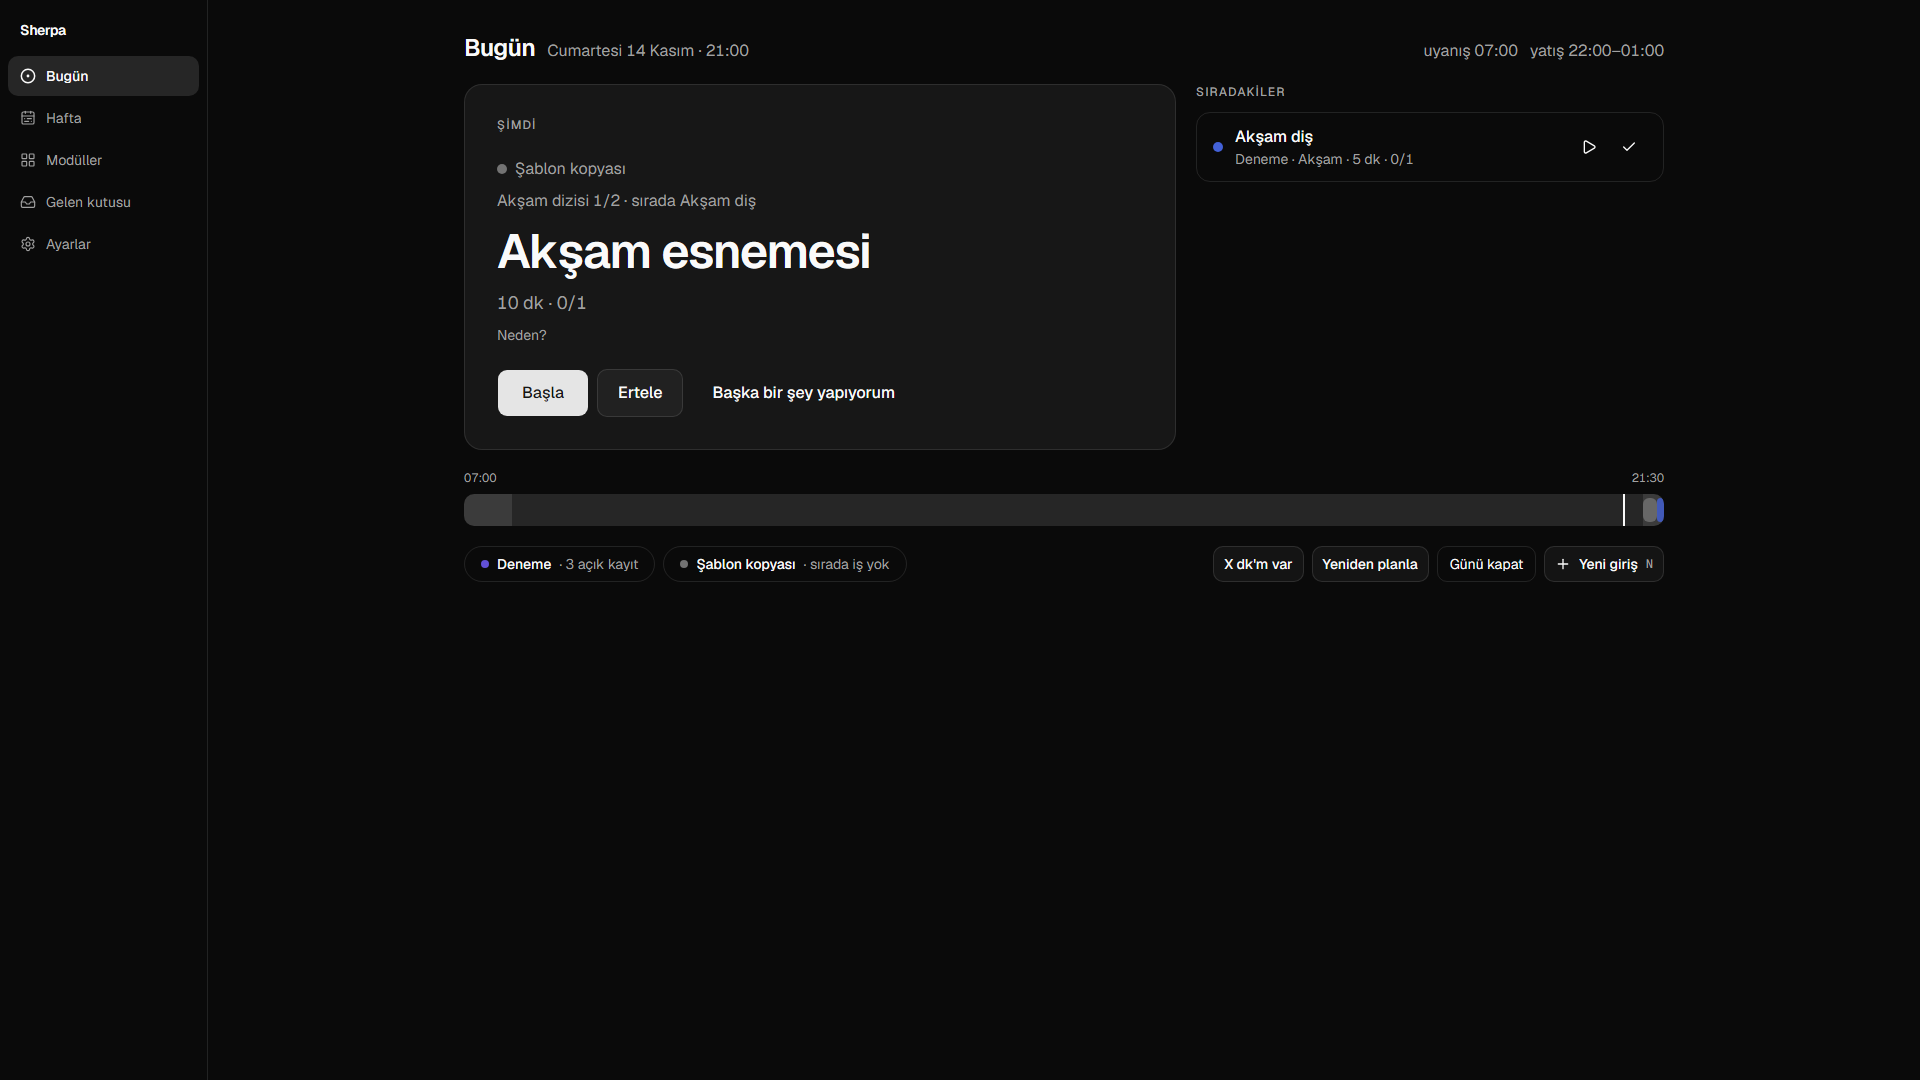 Sherpa
Bugün
Hafta
Modüller
Gelen kutusu
Ayarlar
Bugün Cumartesi 14 Kasım · 21:00
uyanış 07:00 yatış 22:00–01:00
ŞİMDİ
Şablon kopyası
Akşam dizisi 1/2 · sırada Akşam diş
Akşam esnemesi
10 dk · 0/1
Neden?
Başla
Ertele
Başka bir şey yapıyorum
SIRADAKİLER
Akşam diş
Deneme · Akşam · 5 dk · 0/1
07:00
21:30
Deneme · 3 açık kayıt
Şablon kopyası · sırada iş yok
X dk'm var
Yeniden planla
Günü kapat
Yeni giriş N